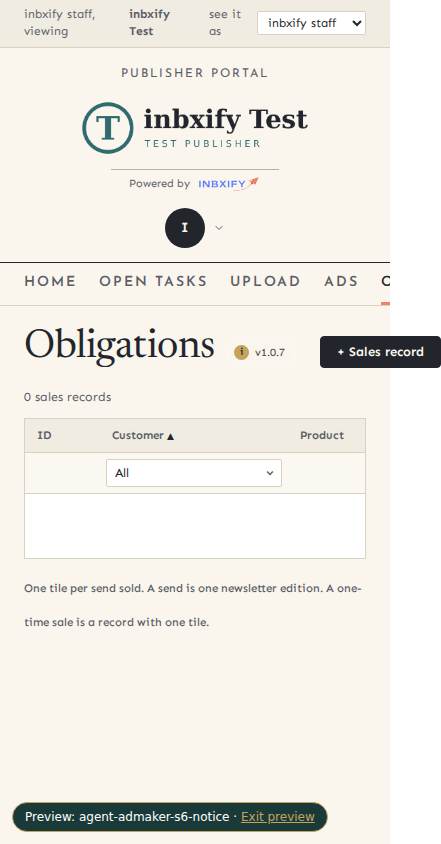 inbxify staff, viewing
inbxify Test
see it as
inbxify staff
PUBLISHER PORTAL
T
inbxify Test
TEST PUBLISHER
Powered by INBXIFY
I
HOME OPEN TASKS UPLOAD ADS
Obligations
i v1.0.7
+ Sales record
0 sales records
ID Customer ▲ Product
All
One tile per send sold. A send is one newsletter edition. A one-
time sale is a record with one tile.
Preview: agent-admaker-s6-notice · Exit preview